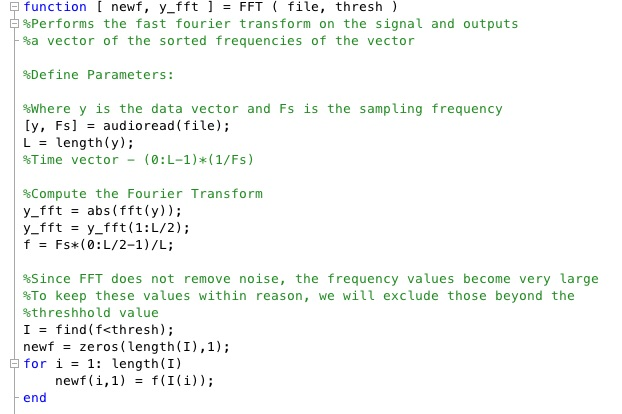 function [ newf, y_fft ] = FFT ( file, thresh )
%Performs the fast fourier transform on the signal and outputs
%a vector of the sorted frequencies of the vector
%Define Parameters:
%Where y is the data vector and Fs is the sampling frequency
[y, Fs] = audioread(file);
L = length(y);
%Time vector - (0:L-1)*(1/Fs)
%Compute the Fourier Transform
y_fft = abs(fft(y));
y_fft = y_fft(1:L/2);
f = Fs*(0:L/2-1)/L;
%Since FFT does not remove noise, the frequency values become very large
%To keep these values within reason, we will exclude those beyond the
%threshhold value
I = find(f<thresh);
newf = zeros(length(I),1);
for i = 1: length(I)
    newf(i,1) = f(I(i));
end